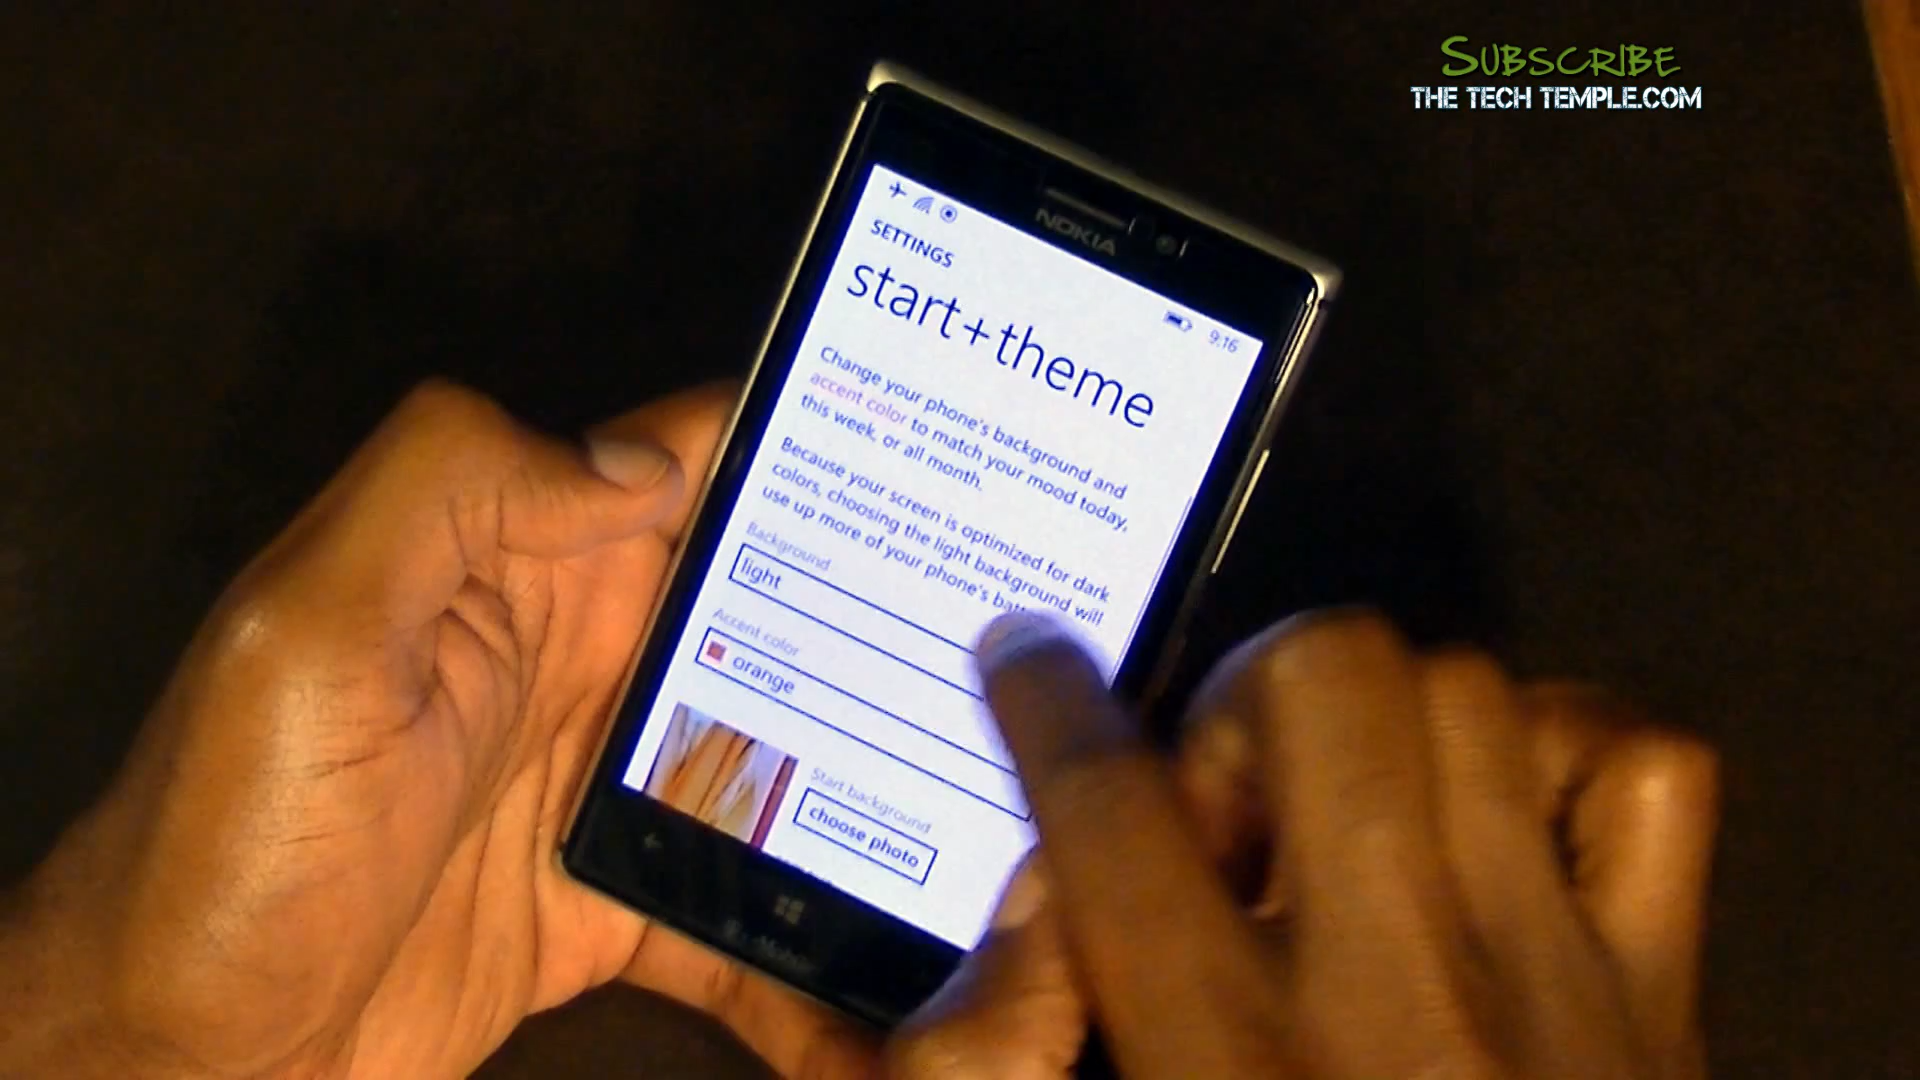 SUBSCRIBE
THE TECH TEMPLE.COM
NOKIA
9:16
SETTINGS
start+theme
Change your phone's background and
accent color to match your mood today,
this week, or all month.
Because your screen is optimized for dark
colors, choosing the light background will
use up more of your phone's
Background
light
Accent color
orange
Start background
choose photo